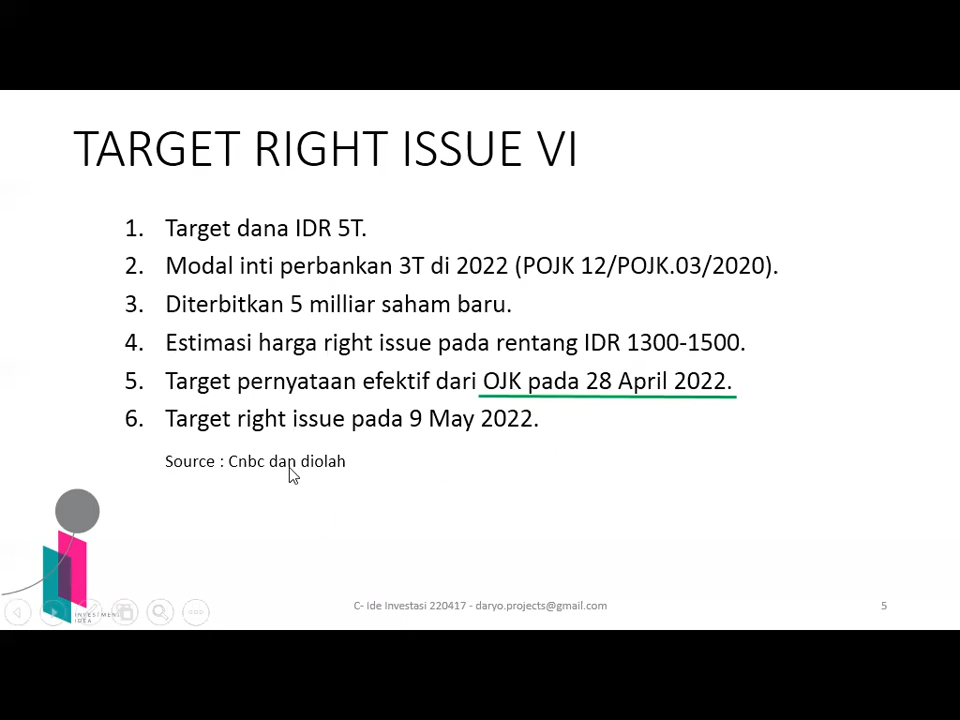 TARGET RIGHT ISSUE VI
1. Target dana IDR 5T.
2. Modal inti perbankan 3T di 2022 (POJK 12/POJK.03/2020).
3. Diterbitkan 5 milliar saham baru.
4. Estimasi harga right issue pada rentang IDR 1300-1500.
5. Target pernyataan efektif dari OJK pada 28 April 2022.
6. Target right issue pada 9 May 2022.
Source : Cnbc dan diolah
INVESTMENT
IDEA
C- Ide Investasi 220417 - daryo.projects@gmail.com
5